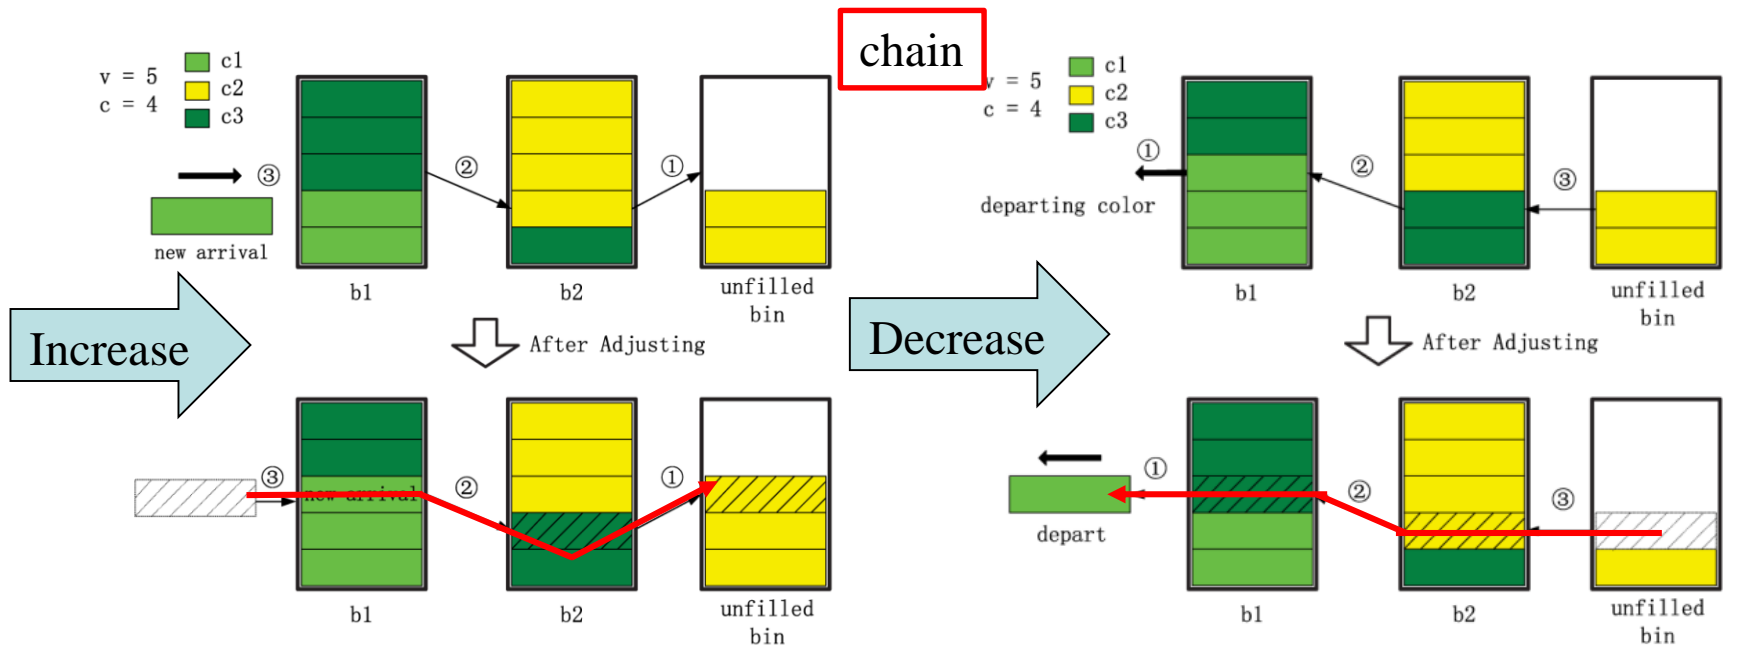 chain
v = 5
c = 4
c1
c2
c3
③
②
①
new arrival
b1
b2
unfilled
bin
Increase
After Adjusting
③
new arrival
②
①
b1
b2
unfilled
bin
v = 5
c = 4
c1
c2
c3
①
②
③
departing color
b1
b2
unfilled
bin
Decrease
After Adjusting
①
②
③
depart
b1
b2
unfilled
bin